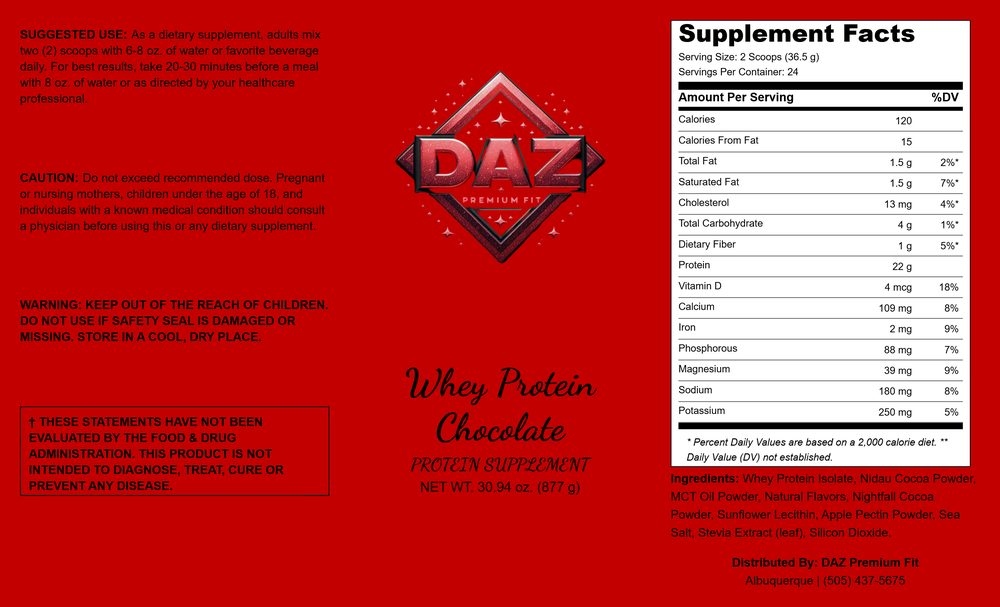 SUGGESTED USE: As a dietary supplement, adults mix
two (2) scoops with 6-8 oz. of water or favorite beverage
daily. For best results, take 20-30 minutes before a meal
with 8 oz. of water or as directed by your healthcare
professional.
CAUTION: Do not exceed recommended dose. Pregnant
or nursing mothers, children under the age of 18, and
individuals with a known medical condition should consult
a physician before using this or any dietary supplement.
WARNING: KEEP OUT OF THE REACH OF CHILDREN.
DO NOT USE IF SAFETY SEAL IS DAMAGED OR
MISSING. STORE IN A COOL, DRY PLACE.
† THESE STATEMENTS HAVE NOT BEEN
EVALUATED BY THE FOOD & DRUG
ADMINISTRATION. THIS PRODUCT IS NOT
INTENDED TO DIAGNOSE, TREAT, CURE OR
PREVENT ANY DISEASE.
DAZ
PREMIUM FIT
Whey Protein
Chocolate
PROTEIN SUPPLEMENT
NET WT. 30.94 oz. (877 g)
Supplement Facts
Serving Size: 2 Scoops (36.5 g)
Servings Per Container: 24
Amount Per Serving %DV
Calories 120
Calories From Fat 15
Total Fat 1.5 g 2%*
Saturated Fat 1.5 g 7%*
Cholesterol 13 mg 4%*
Total Carbohydrate 4 g 1%*
Dietary Fiber 1 g 5%*
Protein 22 g
Vitamin D 4 mcg 18%
Calcium 109 mg 8%
Iron 2 mg 9%
Phosphorous 88 mg 7%
Magnesium 39 mg 9%
Sodium 180 mg 8%
Potassium 250 mg 5%
* Percent Daily Values are based on a 2,000 calorie diet. **
Daily Value (DV) not established.
Ingredients: Whey Protein Isolate, Nidau Cocoa Powder,
MCT Oil Powder, Natural Flavors, Nightfall Cocoa
Powder, Sunflower Lecithin, Apple Pectin Powder, Sea
Salt, Stevia Extract (leaf), Silicon Dioxide.
Distributed By: DAZ Premium Fit
Albuquerque | (505) 437-5675